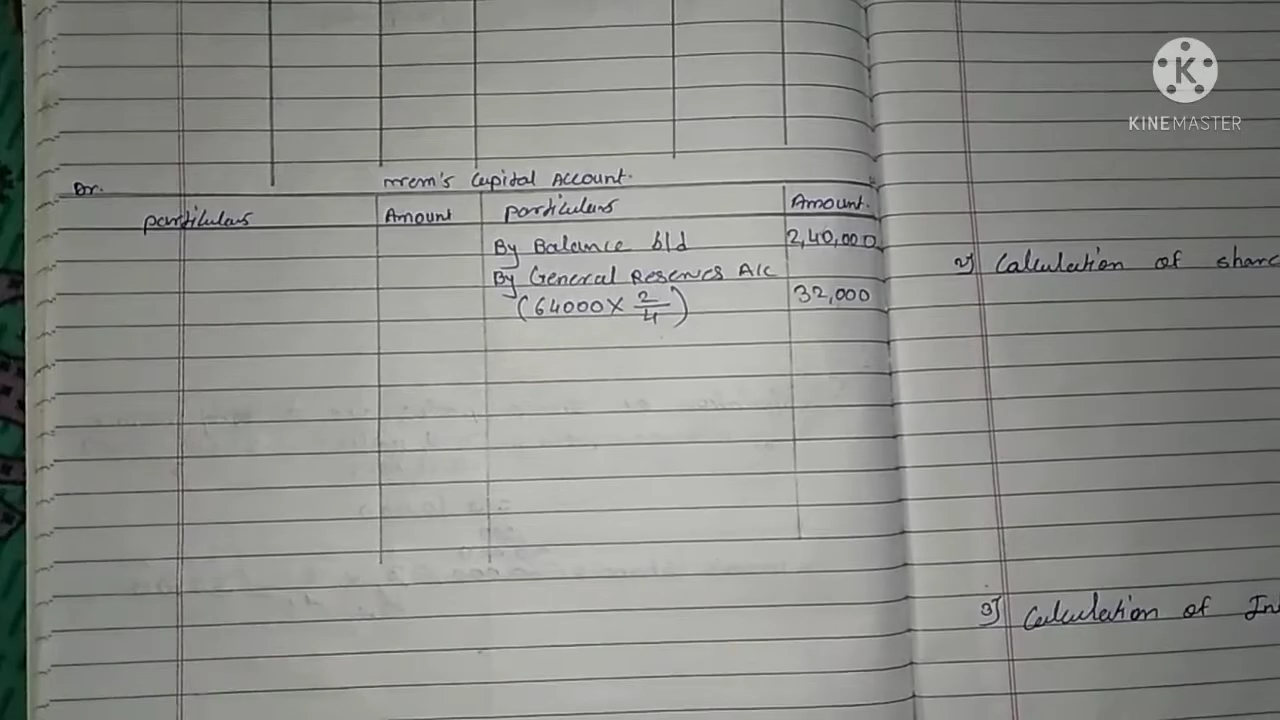 K
KINEMASTER
Dr. Capital Account.
particulars Amount particulars Amount.
By Balance b/d 2,40,000
By General Reserves A/C
(64000 X 2/4) 32,000
2) Calculation of share
3) Calculation of In